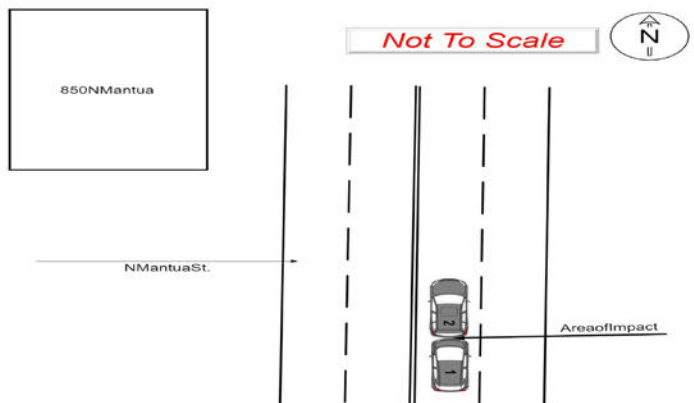 Not To Scale
N
850NMantua
NMantuaSt.
2
AreaofImpact
1